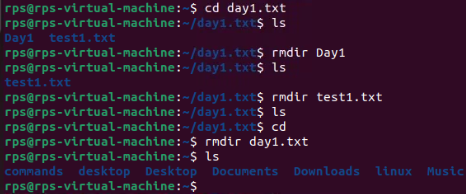 rps@rps-virtual-machine:~$ cd day1.txt
rps@rps-virtual-machine:~/day1.txt$ ls
Day1  test1.txt
rps@rps-virtual-machine:~/day1.txt$ rmdir Day1
rps@rps-virtual-machine:~/day1.txt$ ls
test1.txt
rps@rps-virtual-machine:~/day1.txt$ rmdir test1.txt
rps@rps-virtual-machine:~/day1.txt$ ls
rps@rps-virtual-machine:~/day1.txt$ cd
rps@rps-virtual-machine:~$ rmdir day1.txt
rps@rps-virtual-machine:~$ ls
commands  desktop  Desktop  Documents  Downloads  linux  Music
rps@rps-virtual-machine:~$